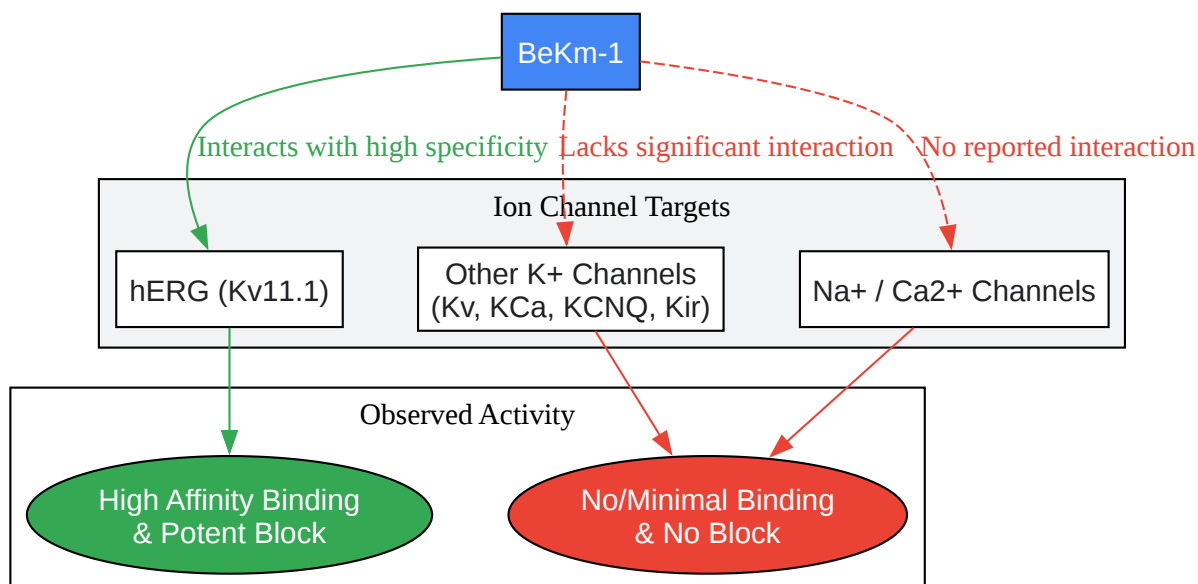 BeKm-1
Interacts with high specificity
Lacks significant interaction
No reported interaction
Ion Channel Targets
hERG (Kv11.1)
Other K+ Channels
(Kv, KCa, KCNQ, Kir)
Na+ / Ca2+ Channels
Observed Activity
High Affinity Binding
& Potent Block
No/Minimal Binding
& No Block